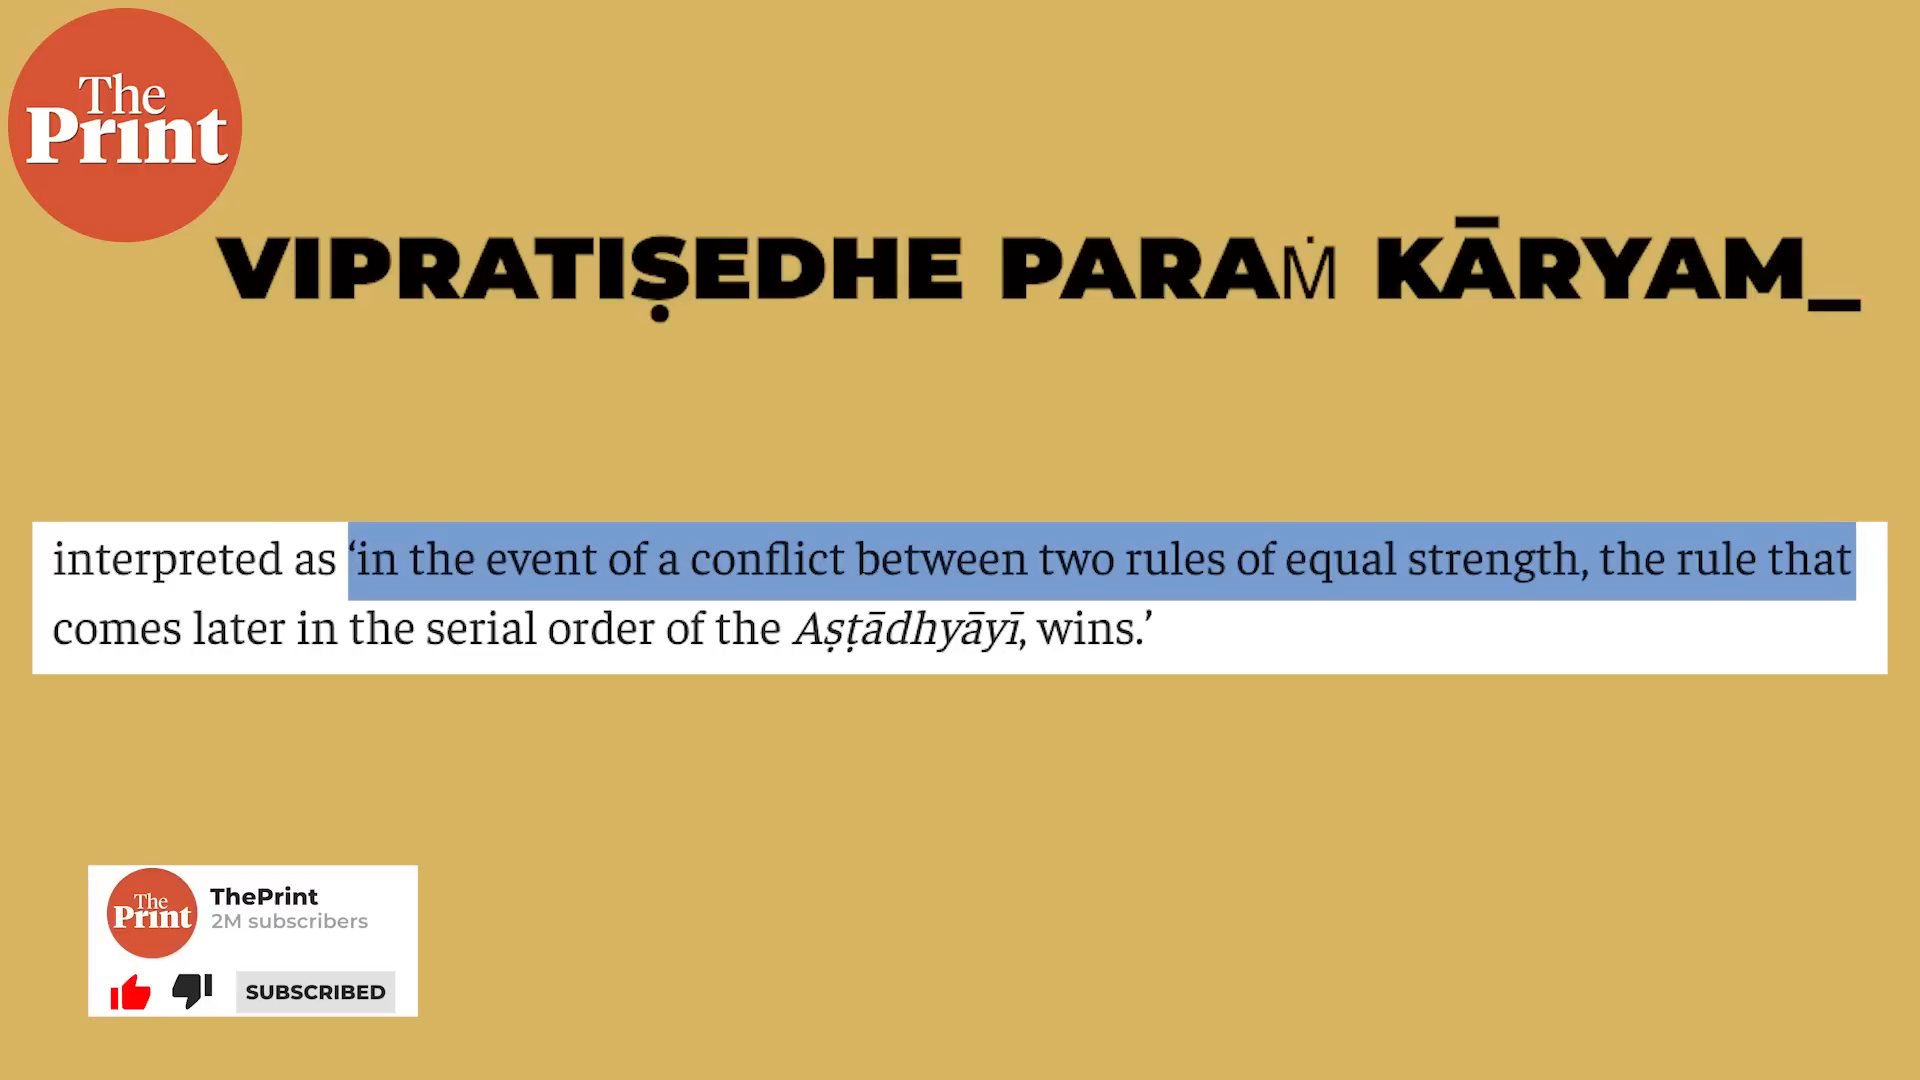 The
Print
VIPRATIṢEDHE PARAṀ KĀRYAM_
interpreted as ‘in the event of a conflict between two rules of equal strength, the rule that
comes later in the serial order of the Aṣṭādhyāyī, wins.’
The
Print
ThePrint
2M subscribers
SUBSCRIBED